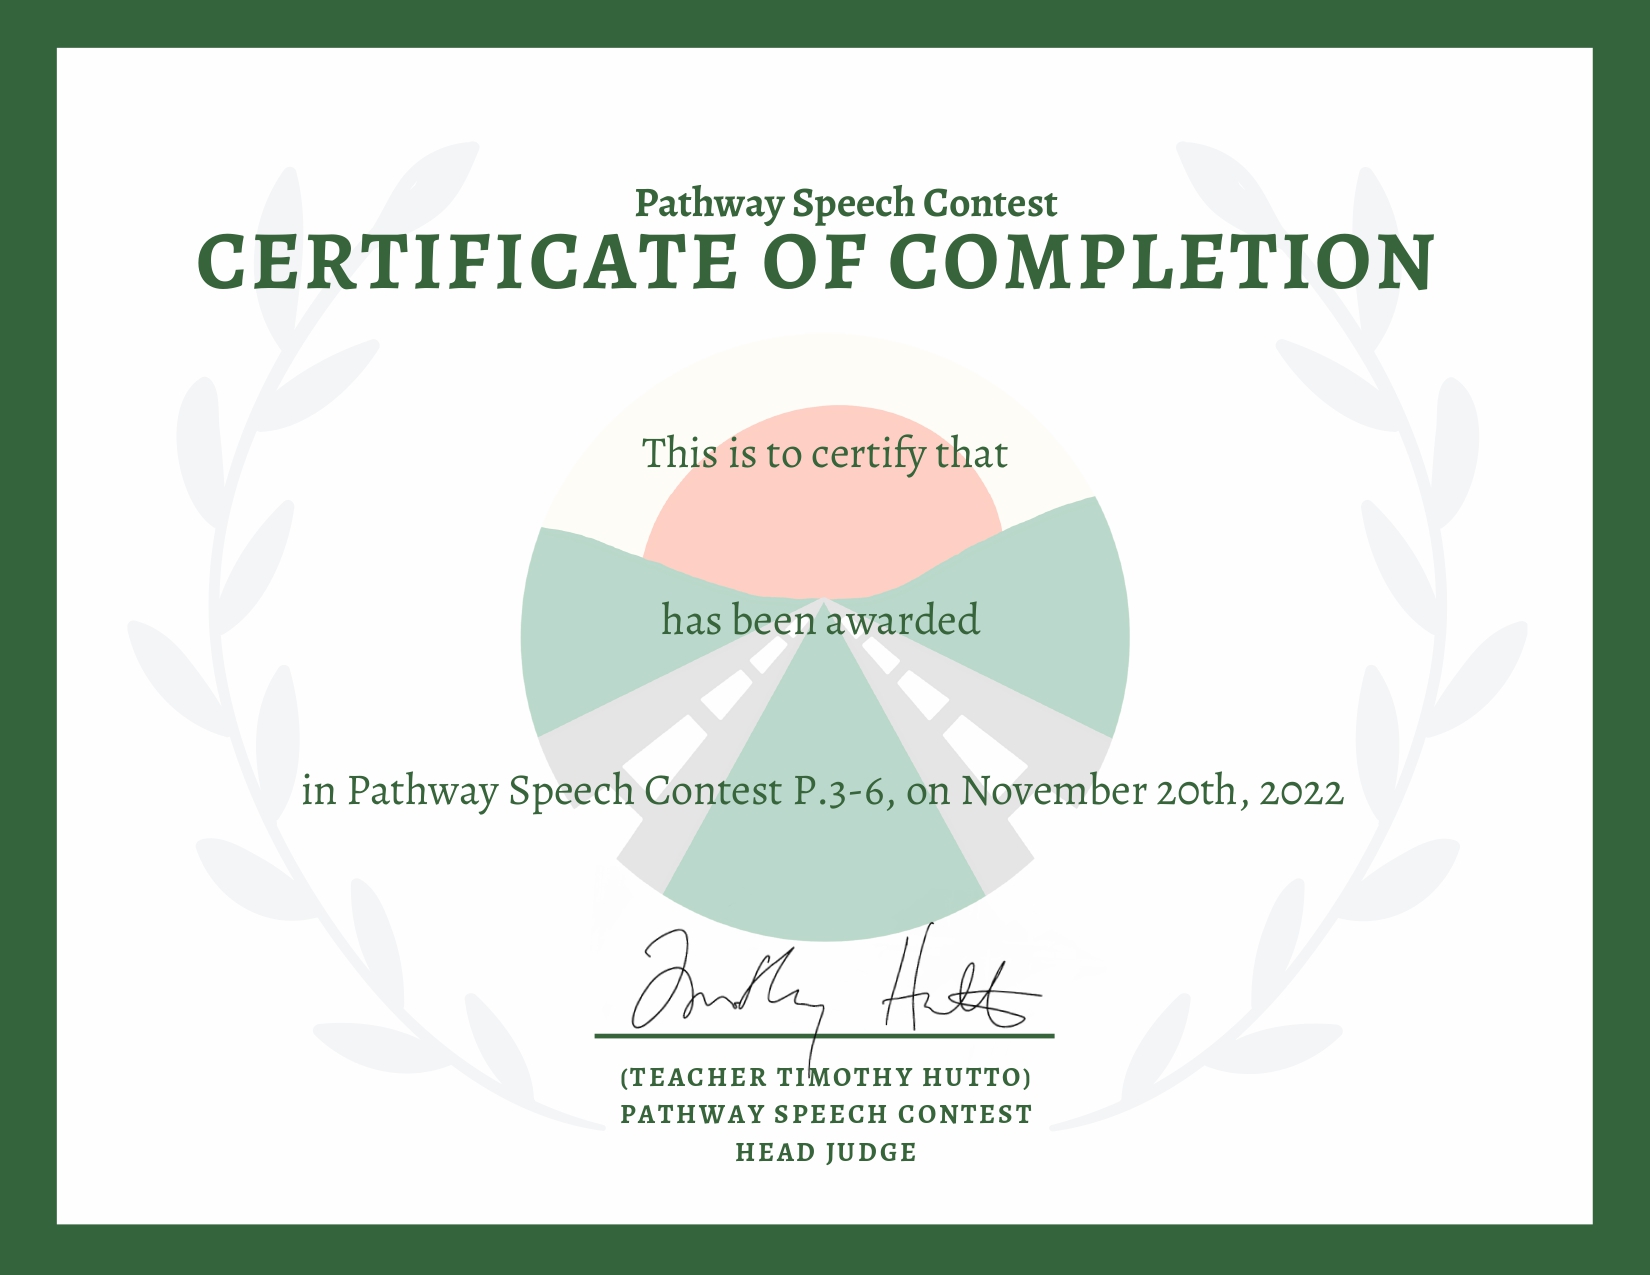 Pathway Speech Contest
CERTIFICATE OF COMPLETION
This is to certify that
has been awarded
in Pathway Speech Contest P.3-6, on November 20th, 2022
Timothy Hutto
(TEACHER TIMOTHY HUTTO)
PATHWAY SPEECH CONTEST
HEAD JUDGE